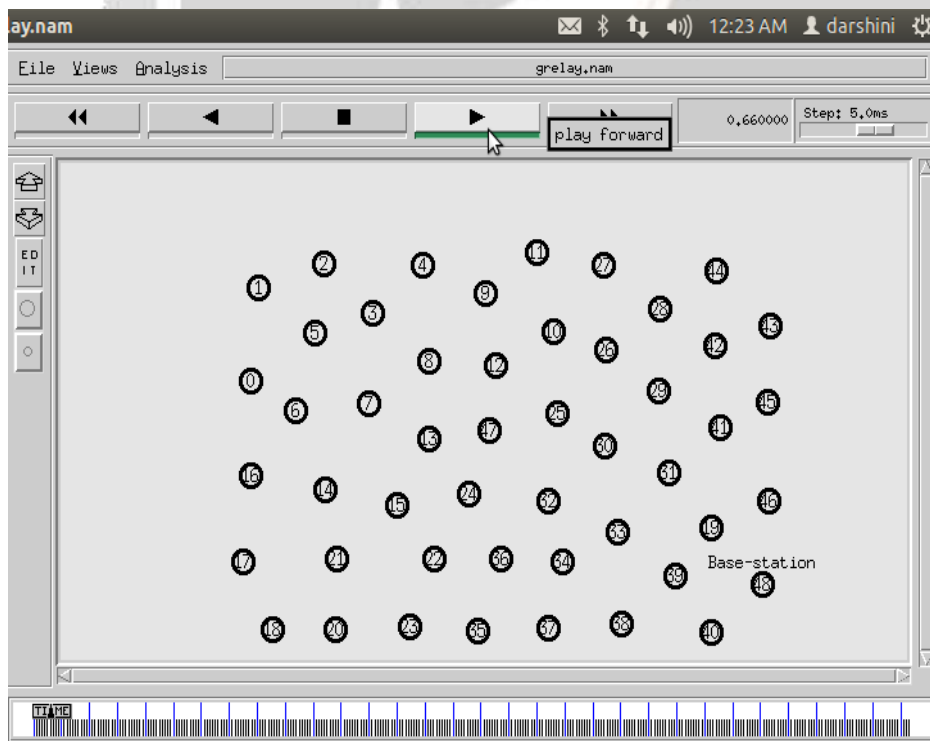 lay.nam 12:23 AM darshini
File Views Analysis grelay.nam
0.660000 Step: 5.0ms
play forward
ED
IT
11
2 4 27 44
1 9
3 28 43
5 10
8 12 26 42
0 29
6 7 25 45
13 47 30 41
16 31
14 15 24 32 46
33 19
17 21 22 36 34 Base-station
39 48
18 20 23 35 37 38 40
TIME